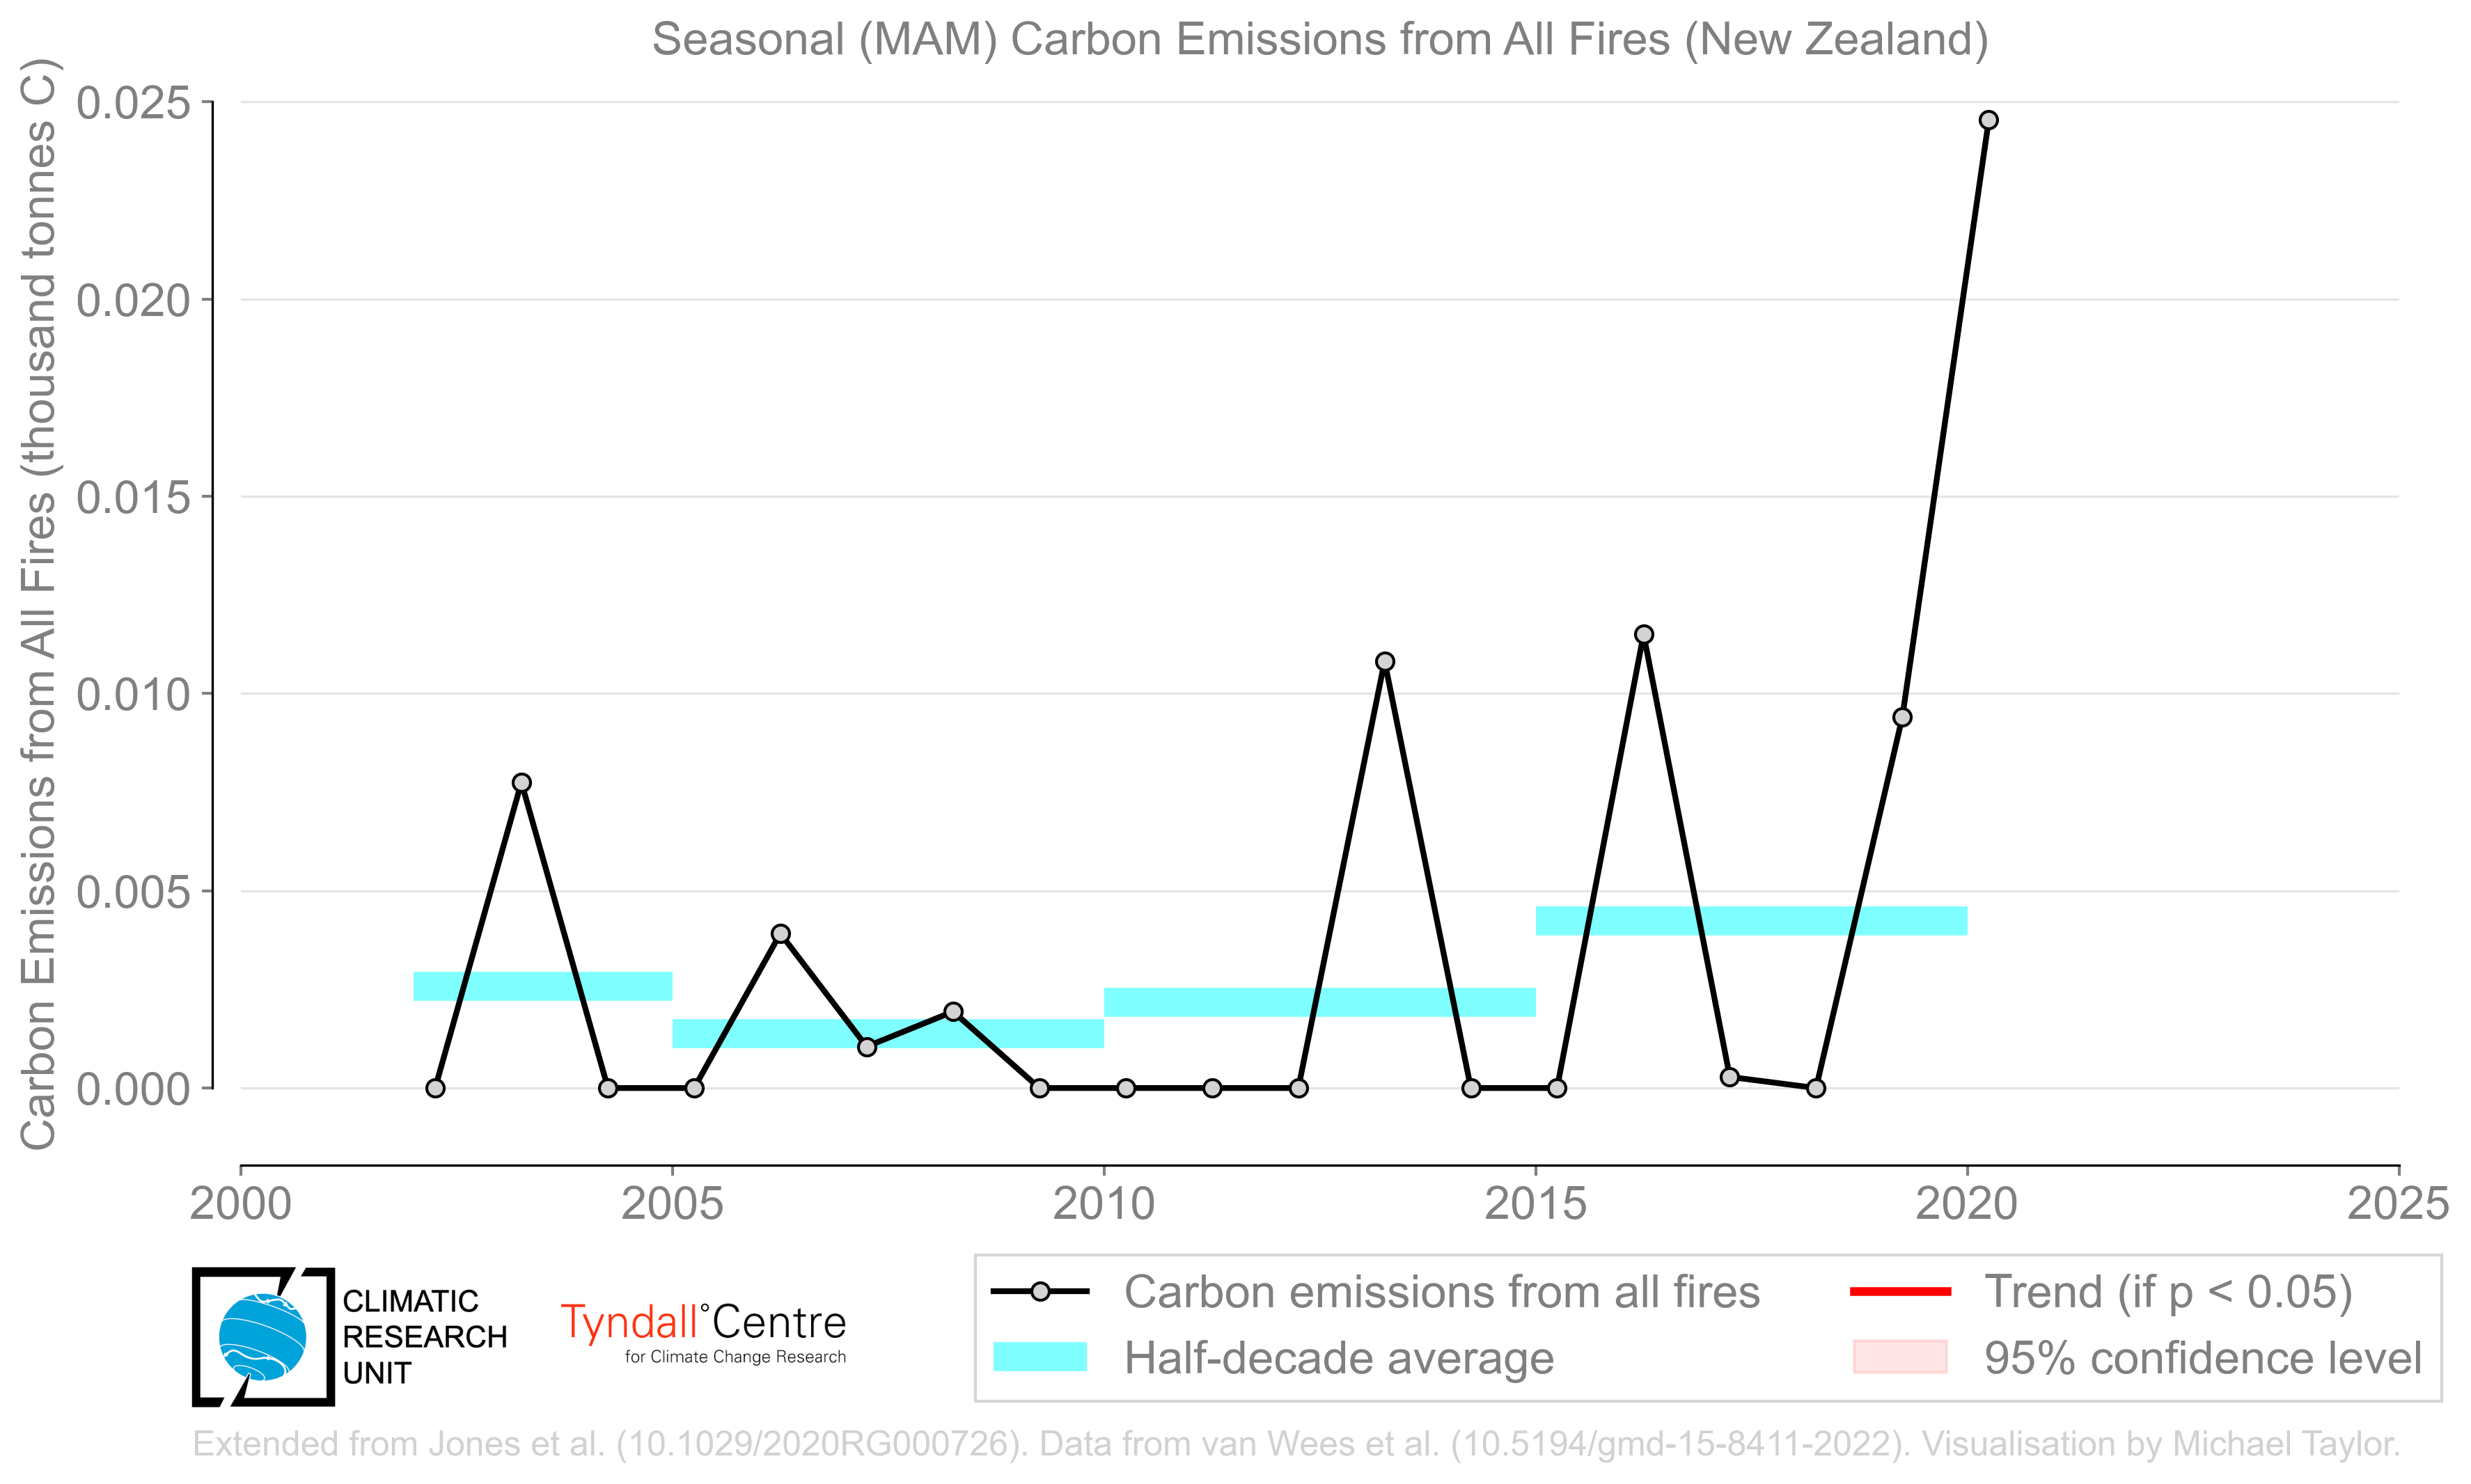 Seasonal (MAM) Carbon Emissions from All Fires (New Zealand)
Carbon Emissions from All Fires (thousand tonnes C)
0.025
0.020
0.015
0.010
0.005
0.000
2000 2005 2010 2015 2020 2025
CLIMATIC
RESEARCH
UNIT
Tyndall°Centre
for Climate Change Research
Carbon emissions from all fires
Half-decade average
Trend (if p < 0.05)
95% confidence level
Extended from Jones et al. (10.1029/2020RG000726). Data from van Wees et al. (10.5194/gmd-15-8411-2022). Visualisation by Michael Taylor.